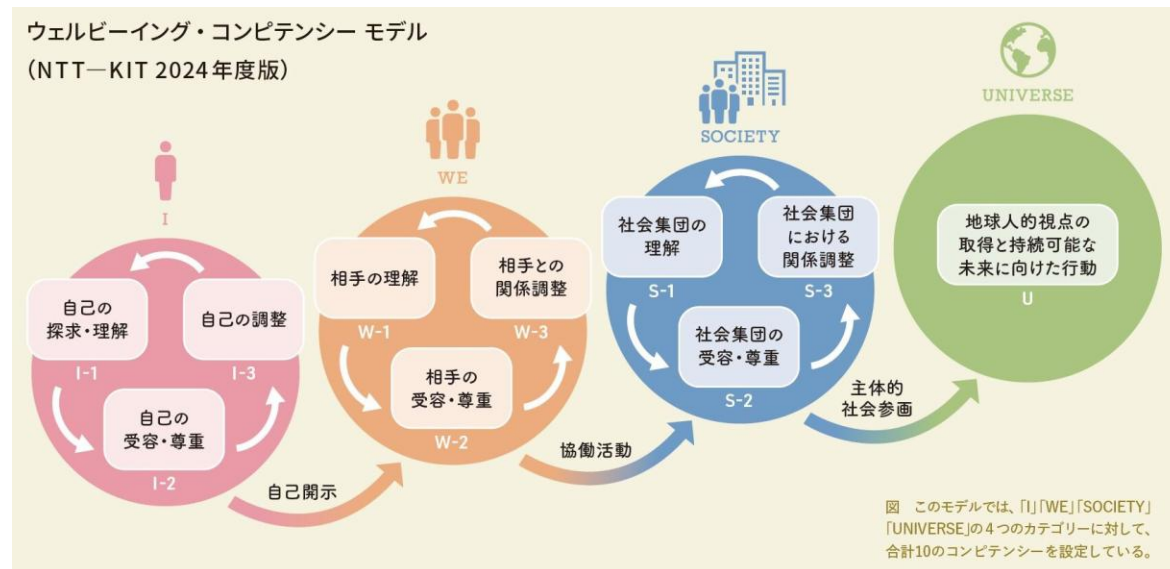 ウェルビーイング・コンピテンシー モデル
(NTT―KIT 2024年度版)
I
自己の
探求・理解
I-1
自己の調整
I-3
自己の
受容・尊重
I-2
自己開示
WE
相手の理解
W-1
相手との
関係調整
W-3
相手の
受容・尊重
W-2
協働活動
SOCIETY
社会集団の
理解
S-1
社会集団
における
関係調整
S-3
社会集団の
受容・尊重
S-2
主体的
社会参画
UNIVERSE
地球人的視点の
取得と持続可能な
未来に向けた行動
U
図 このモデルでは、「I」「WE」「SOCIETY」
「UNIVERSE」の4つのカテゴリーに対して、
合計10のコンピテンシーを設定している。